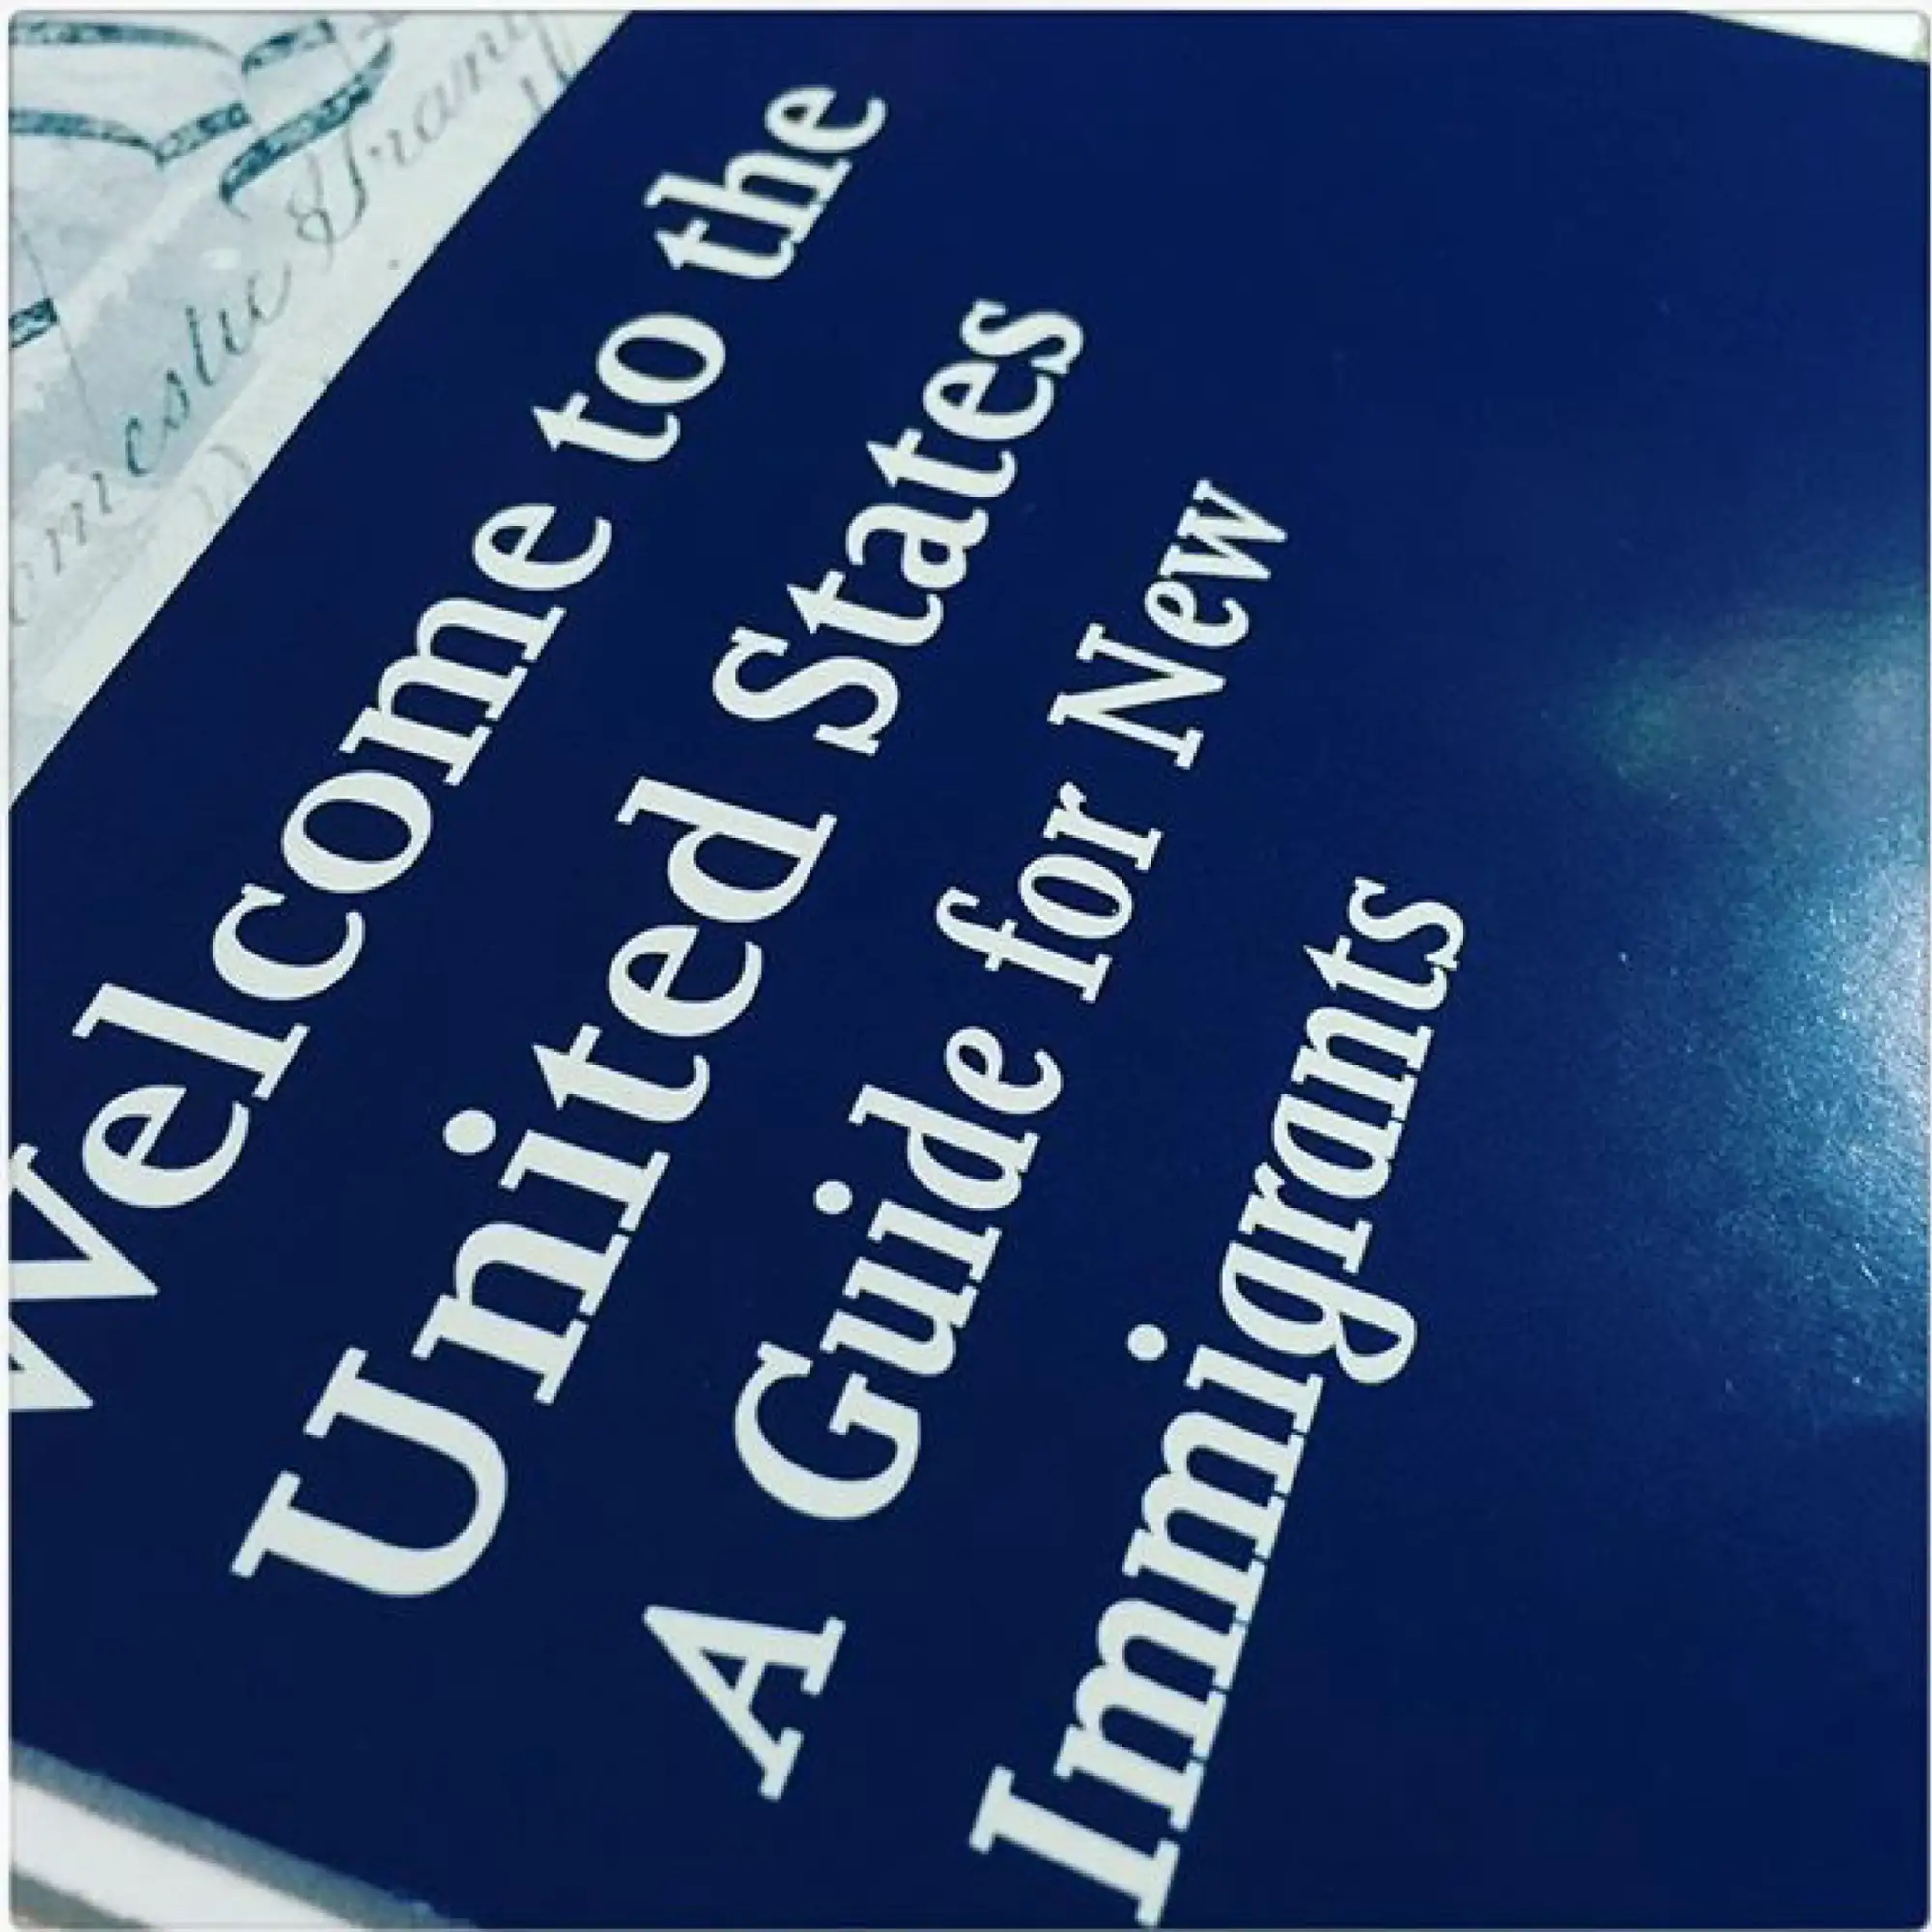 Welcome to the
United States
A Guide for New
Immigrants